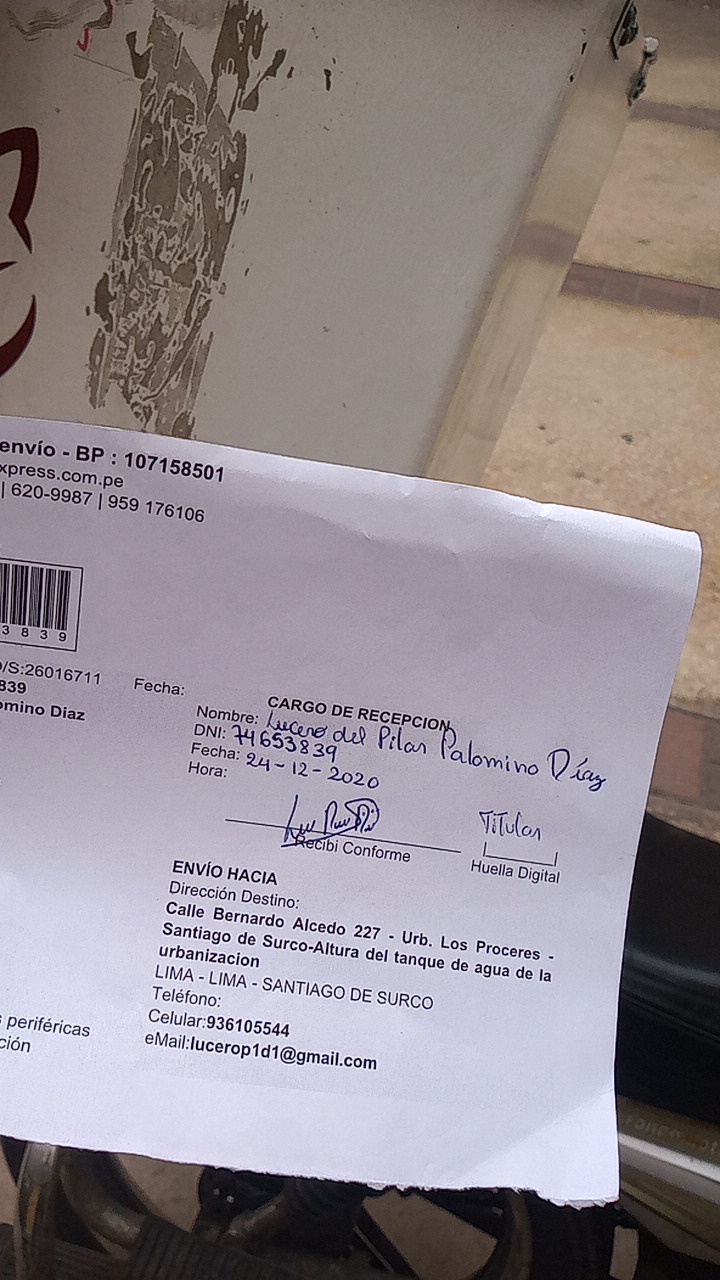 envío - BP : 107158501
xpress.com.pe
| 620-9987 | 959 176106
3 8 3 9
/S:26016711
839
omino Diaz
Fecha:
CARGO DE RECEPCION
Nombre: Lucero del Pilar Palomino Díaz
DNI: 74653839
Fecha: 24-12-2020
Hora:
Recibi Conforme
Titular
Huella Digital
ENVÍO HACIA
Dirección Destino:
Calle Bernardo Alcedo 227 - Urb. Los Proceres -
Santiago de Surco-Altura del tanque de agua de la
urbanizacion
LIMA - LIMA - SANTIAGO DE SURCO
Teléfono:
Celular:936105544
eMail:lucerop1d1@gmail.com
s periféricas
ción